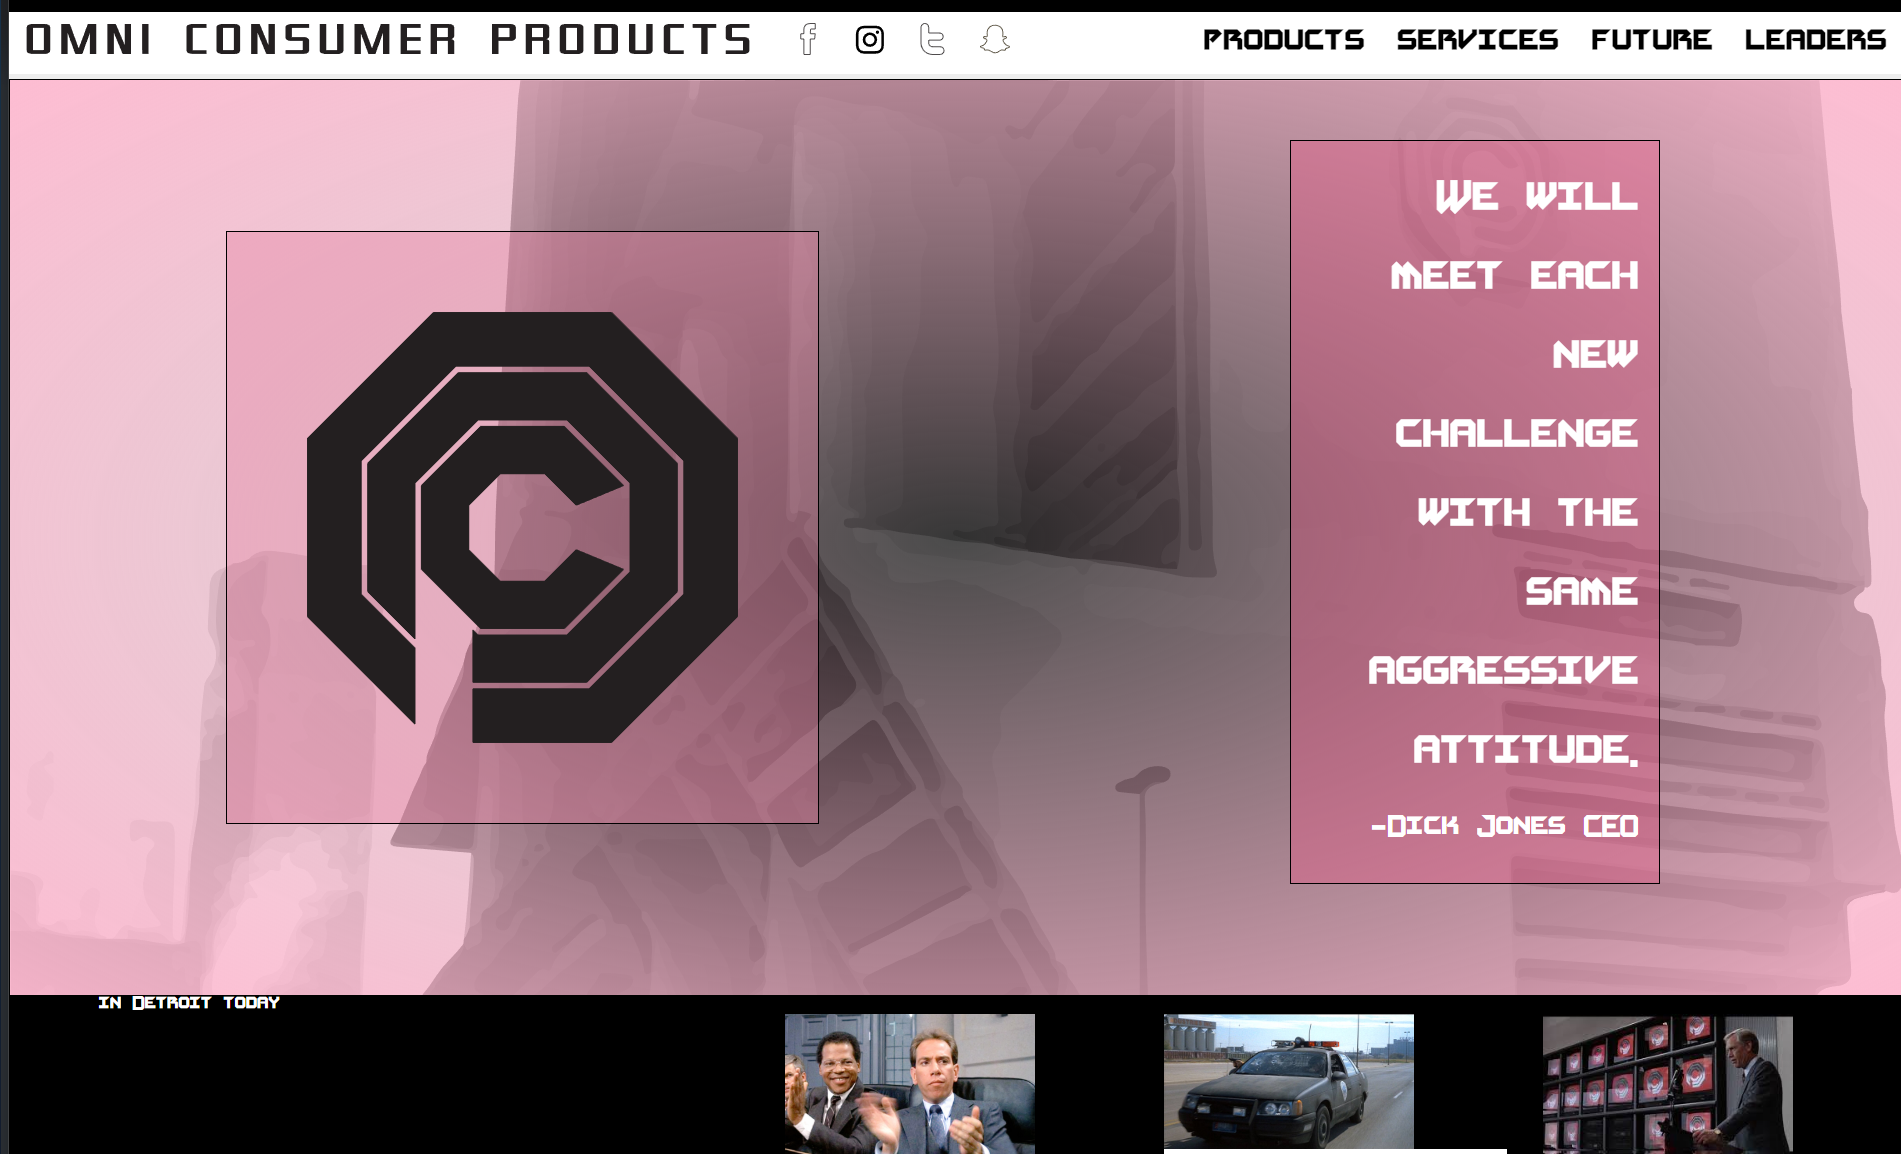 OMNI CONSUMER PRODUCTS
PRODUCTS SERVICES FUTURE LEADERS
WE WILL
MEET EACH
NEW
CHALLENGE
WITH THE
SAME
AGGRESSIVE
ATTITUDE.
-DICK JONES CEO
IN DETROIT TODAY